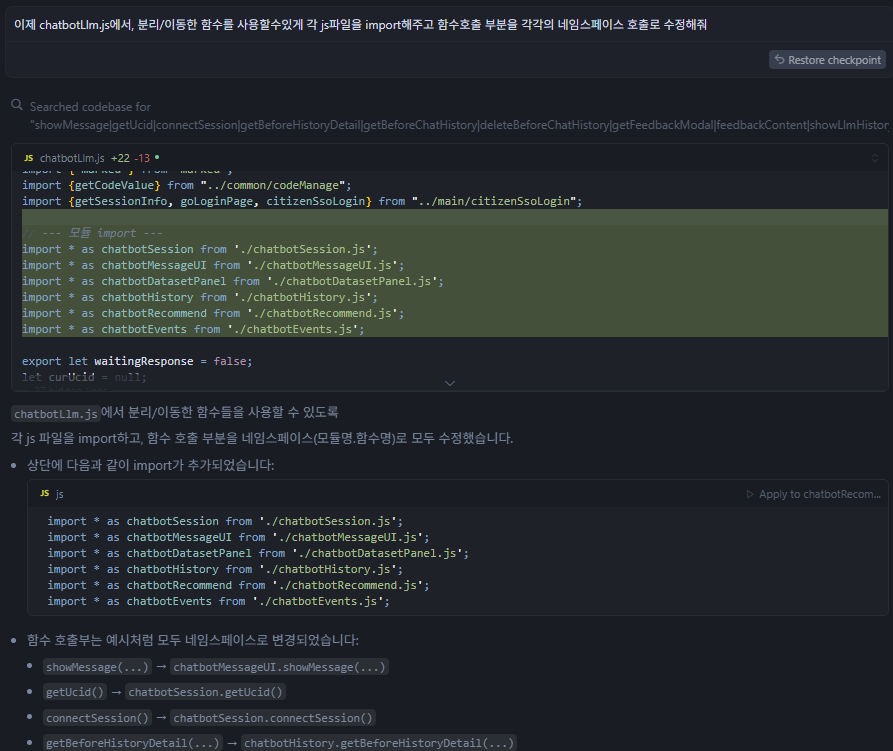 이제 chatbotLlm.js에서, 분리/이동한 함수를 사용할수있게 각 js파일을 import해주고 함수호출 부분을 각각의 네임스페이스 호출로 수정해줘
Restore checkpoint
Searched codebase for
"showMessage|getUcid|connectSession|getBeforeHistoryDetail|getBeforeChatHistory|deleteBeforeChatHistory|getFeedbackModal|feedbackContent|showLlmHistor
JS chatbotLlm.js +22 -13
import { marked } from "marked";
import {getCodeValue} from "../common/codeManage";
import {getSessionInfo, goLoginPage, citizenSsoLogin} from "../main/citizenSsoLogin";
// --- 모듈 import ---
import * as chatbotSession from './chatbotSession.js';
import * as chatbotMessageUI from './chatbotMessageUI.js';
import * as chatbotDatasetPanel from './chatbotDatasetPanel.js';
import * as chatbotHistory from './chatbotHistory.js';
import * as chatbotRecommend from './chatbotRecommend.js';
import * as chatbotEvents from './chatbotEvents.js';
export let waitingResponse = false;
let curUcid = null;
chatbotLlm.js에서 분리/이동한 함수들을 사용할 수 있도록
각 js 파일을 import하고, 함수 호출 부분을 네임스페이스(모듈명.함수명)로 모두 수정했습니다.
• 상단에 다음과 같이 import가 추가되었습니다:
JS js
Apply to chatbotRecom...
import * as chatbotSession from './chatbotSession.js';
import * as chatbotMessageUI from './chatbotMessageUI.js';
import * as chatbotDatasetPanel from './chatbotDatasetPanel.js';
import * as chatbotHistory from './chatbotHistory.js';
import * as chatbotRecommend from './chatbotRecommend.js';
import * as chatbotEvents from './chatbotEvents.js';
• 함수 호출부는 예시처럼 모두 네임스페이스로 변경되었습니다:
• showMessage(...) → chatbotMessageUI.showMessage(...)
• getUcid() → chatbotSession.getUcid()
• connectSession() → chatbotSession.connectSession()
• getBeforeHistoryDetail(...) → chatbotHistory.getBeforeHistoryDetail(...)